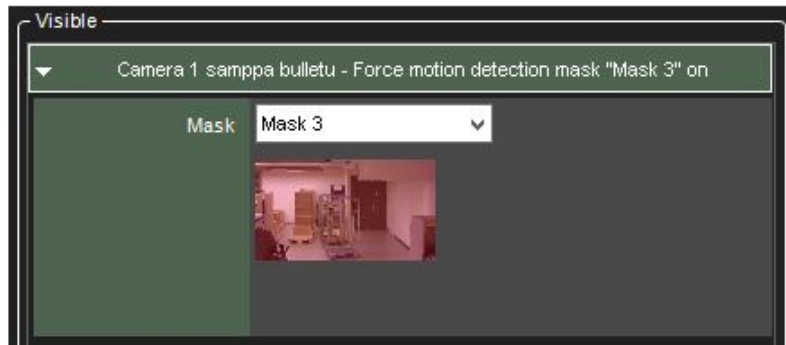 Visible
Camera 1 samppa bulletu - Force motion detection mask "Mask 3" on
Mask
Mask 3